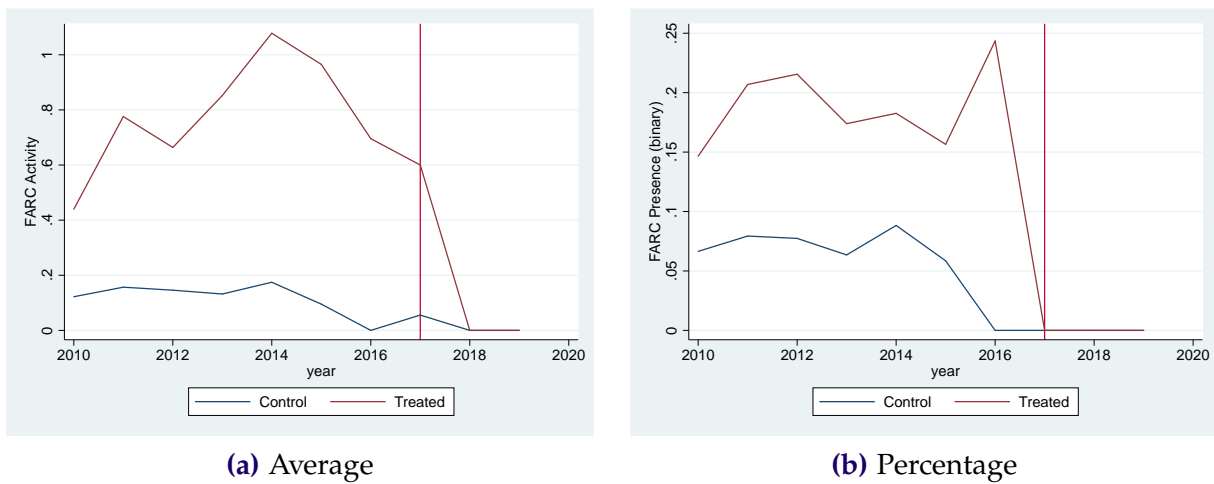 FARC Activity
1
.8
.6
.4
.2
0
2010 2012 2014 2016 2018 2020
year
Control Treated
(a) Average
FARC Presence (binary)
.25
.2
.15
.1
.05
0
2010 2012 2014 2016 2018 2020
year
Control Treated
(b) Percentage